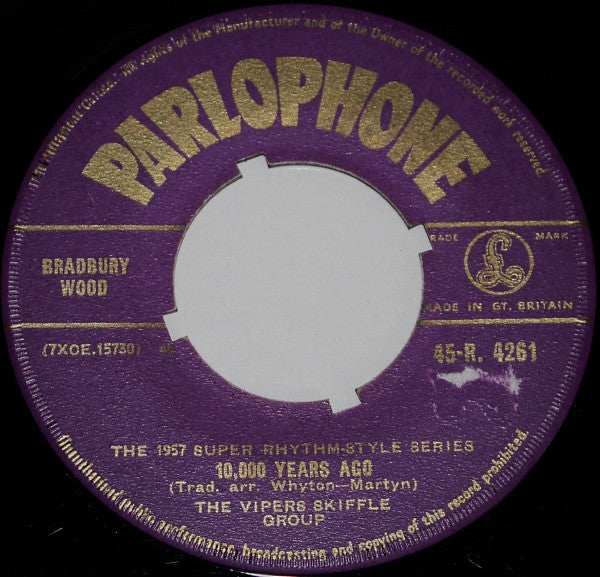 All rights of the Manufacturer and of the Owner of the recorded work reserved.
PARLOPHONE
BRADBURY
WOOD
TRADE MARK
£
MADE IN GT. BRITAIN
(7XOE.15730)
45-R. 4261
THE 1957 SUPER RHYTHM-STYLE SERIES
10,000 YEARS AGO
(Trad. arr. Whyton-Martyn)
THE VIPERS SKIFFLE
GROUP
Unauthorised public performance, broadcasting and copying of this record prohibited.